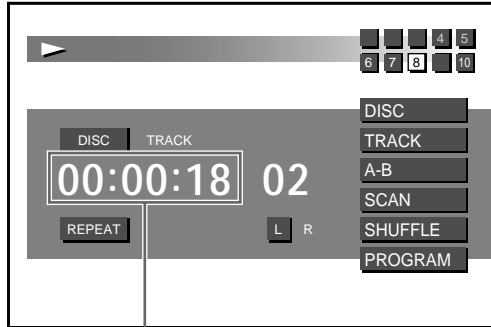 4 5
6 7 8 10
DISC
DISC TRACK
TRACK
00:00:18 02
A-B
SCAN
REPEAT
L R
SHUFFLE
PROGRAM